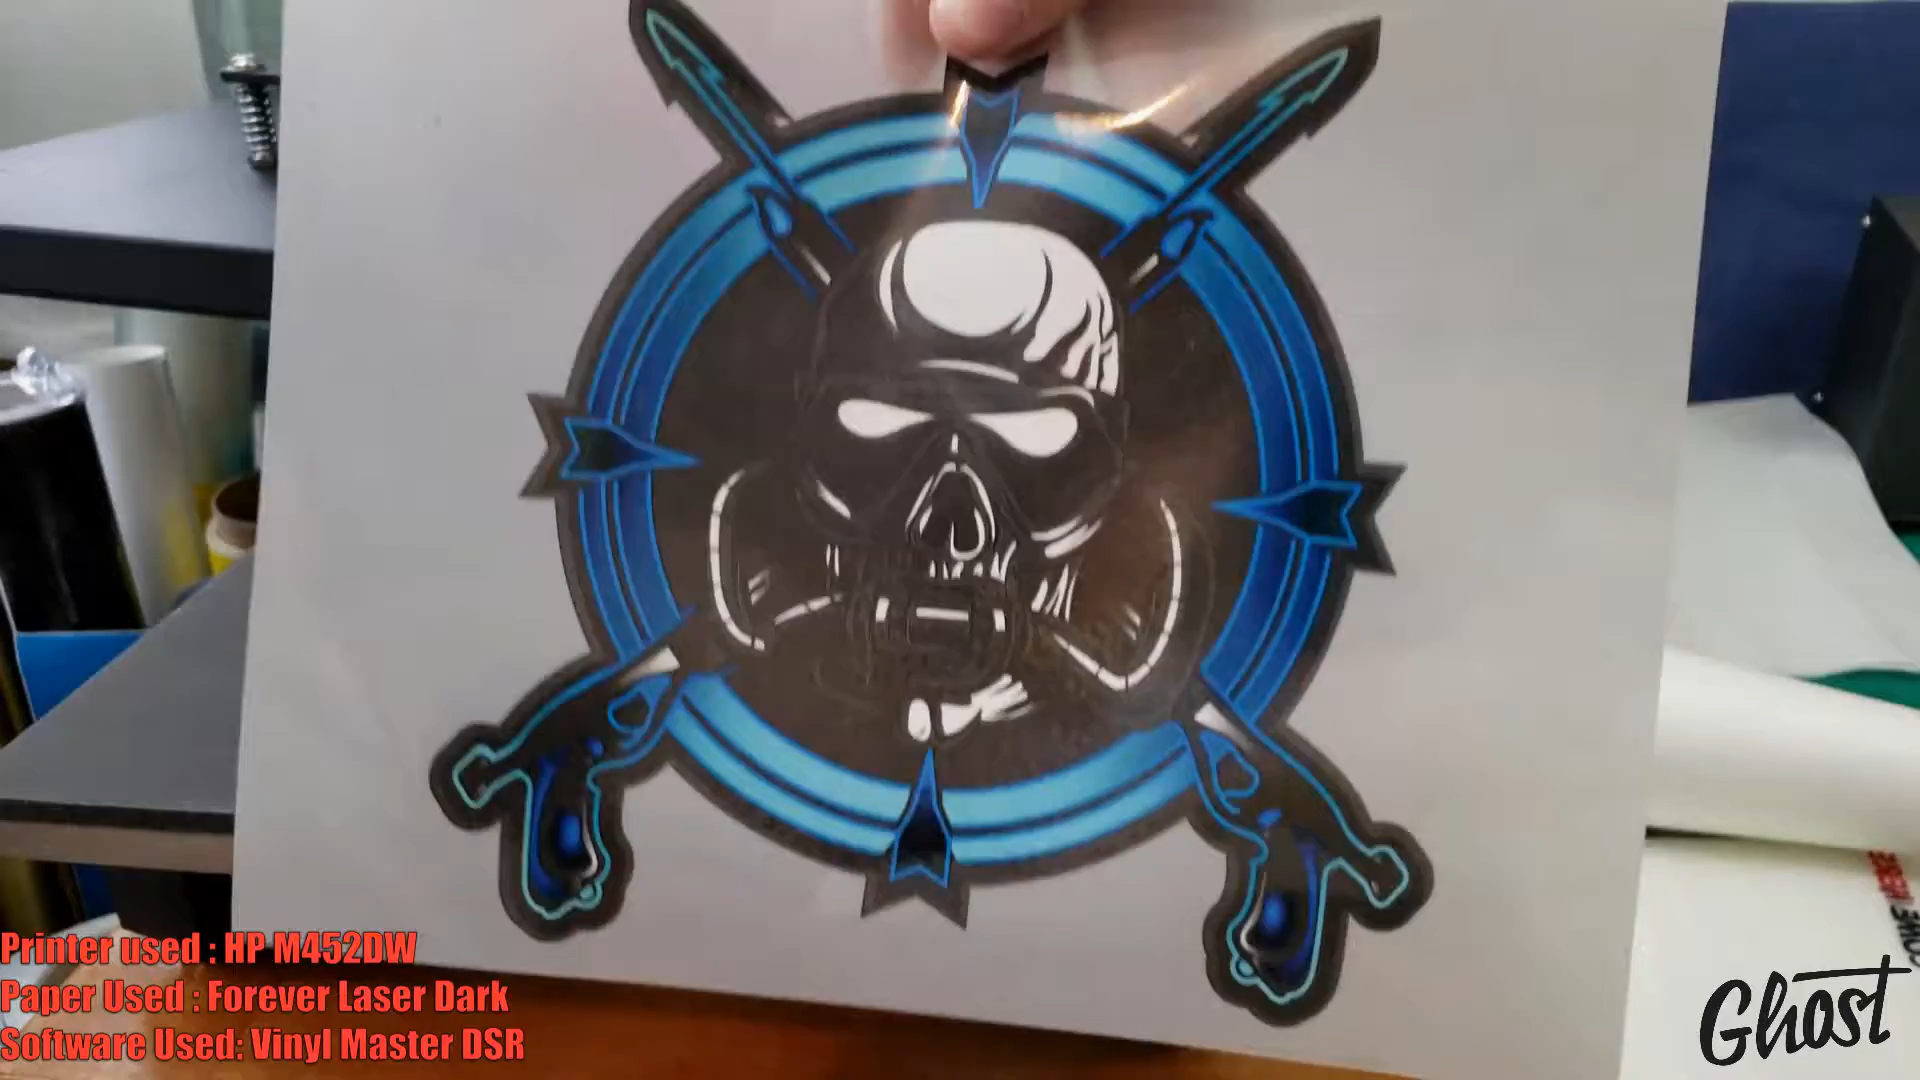 Printer used : HP M452DW
Paper Used : Forever Laser Dark
Software Used: Vinyl Master DSR
Ghost